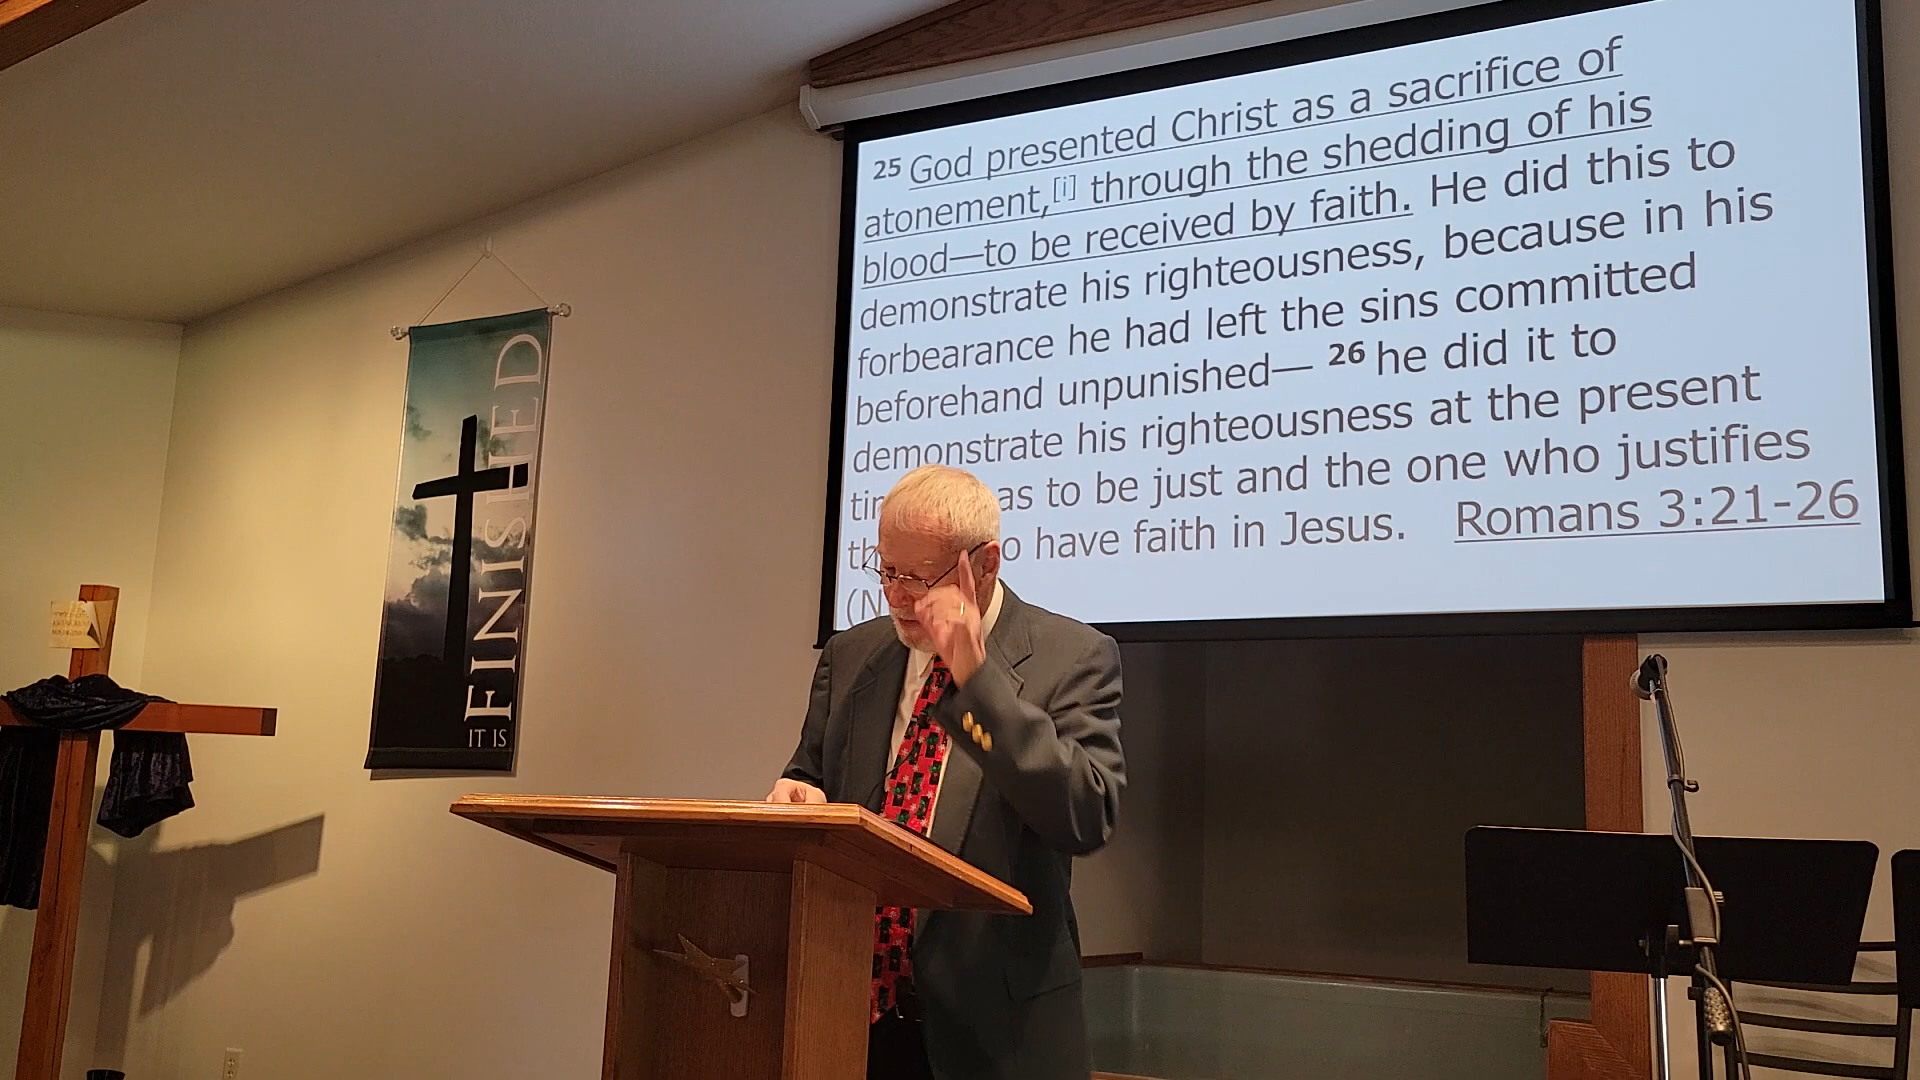 25 God presented Christ as a sacrifice of
atonement,[i] through the shedding of his
blood—to be received by faith. He did this to
demonstrate his righteousness, because in his
forbearance he had left the sins committed
beforehand unpunished— 26 he did it to
demonstrate his righteousness at the present
as to be just and the one who justifies
have faith in Jesus. Romans 3:21-26
IT IS FINISHED